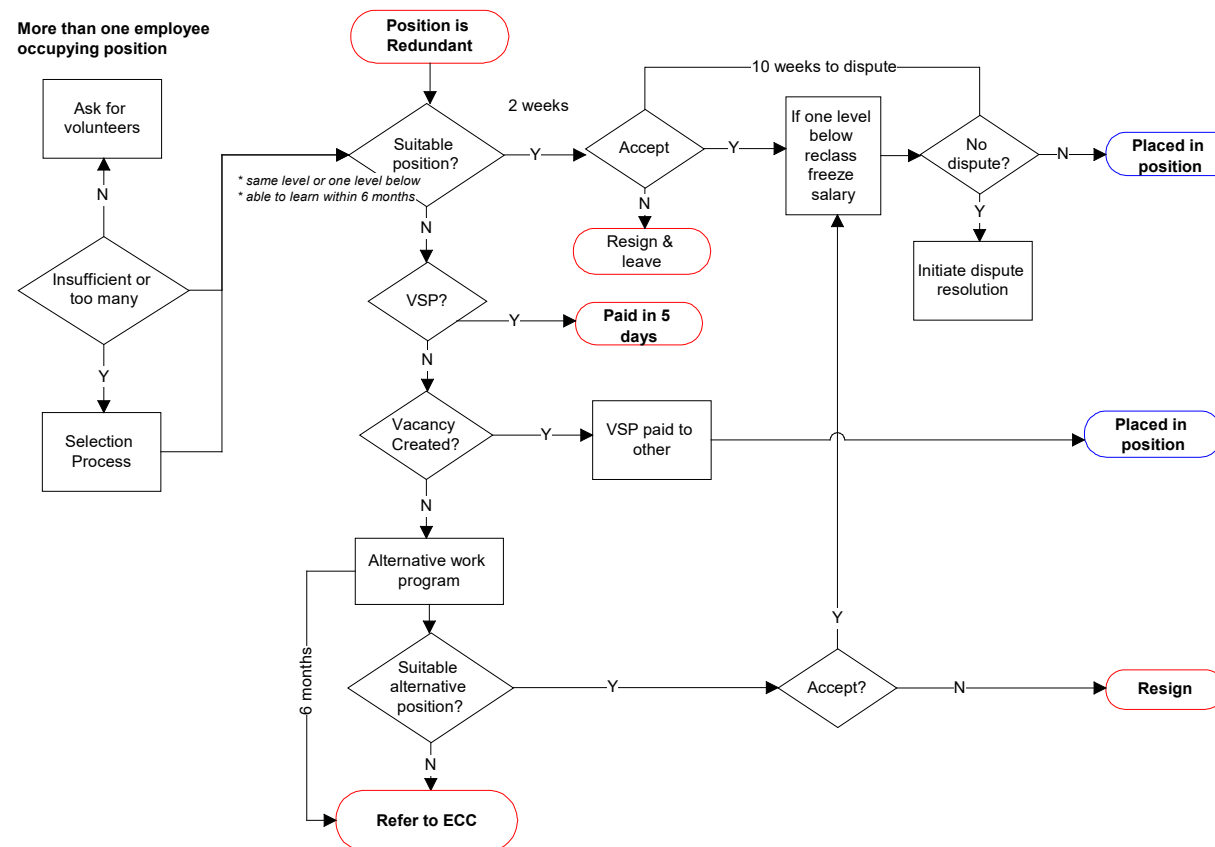 More than one employee
occupying position
Position is
Redundant
Ask for
volunteers
2 weeks
10 weeks to dispute
Suitable
position?
* same level or one level below
* able to learn within 6 months
Y
Accept
Y
If one level
below
reclass
freeze
salary
No
dispute?
N
Placed in
position
N
N
N
Y
Resign &
leave
Initiate dispute
resolution
Insufficient or
too many
VSP?
Y
Paid in 5
days
Y
N
Selection
Process
Vacancy
Created?
Y
VSP paid to
other
Placed in
position
N
Alternative work
program
6 months
Suitable
alternative
position?
Y
Y
Accept?
N
Resign
N
Refer to ECC